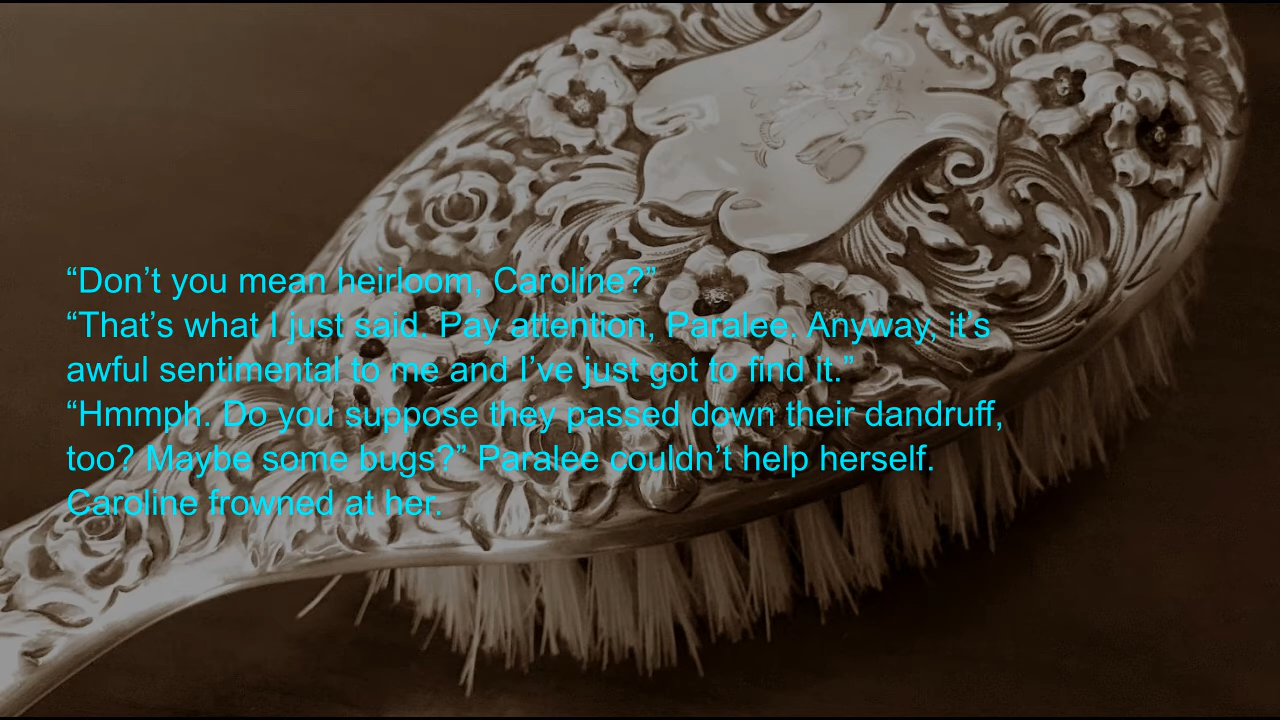 “Don’t you mean heirloom, Caroline?”
“That’s what I just said. Pay attention, Paralee. Anyway, it’s
awful sentimental to me and I’ve just got to find it.”
“Hmmph. Do you suppose they passed down their dandruff,
too? Maybe some bugs?” Paralee couldn’t help herself.
Caroline frowned at her.